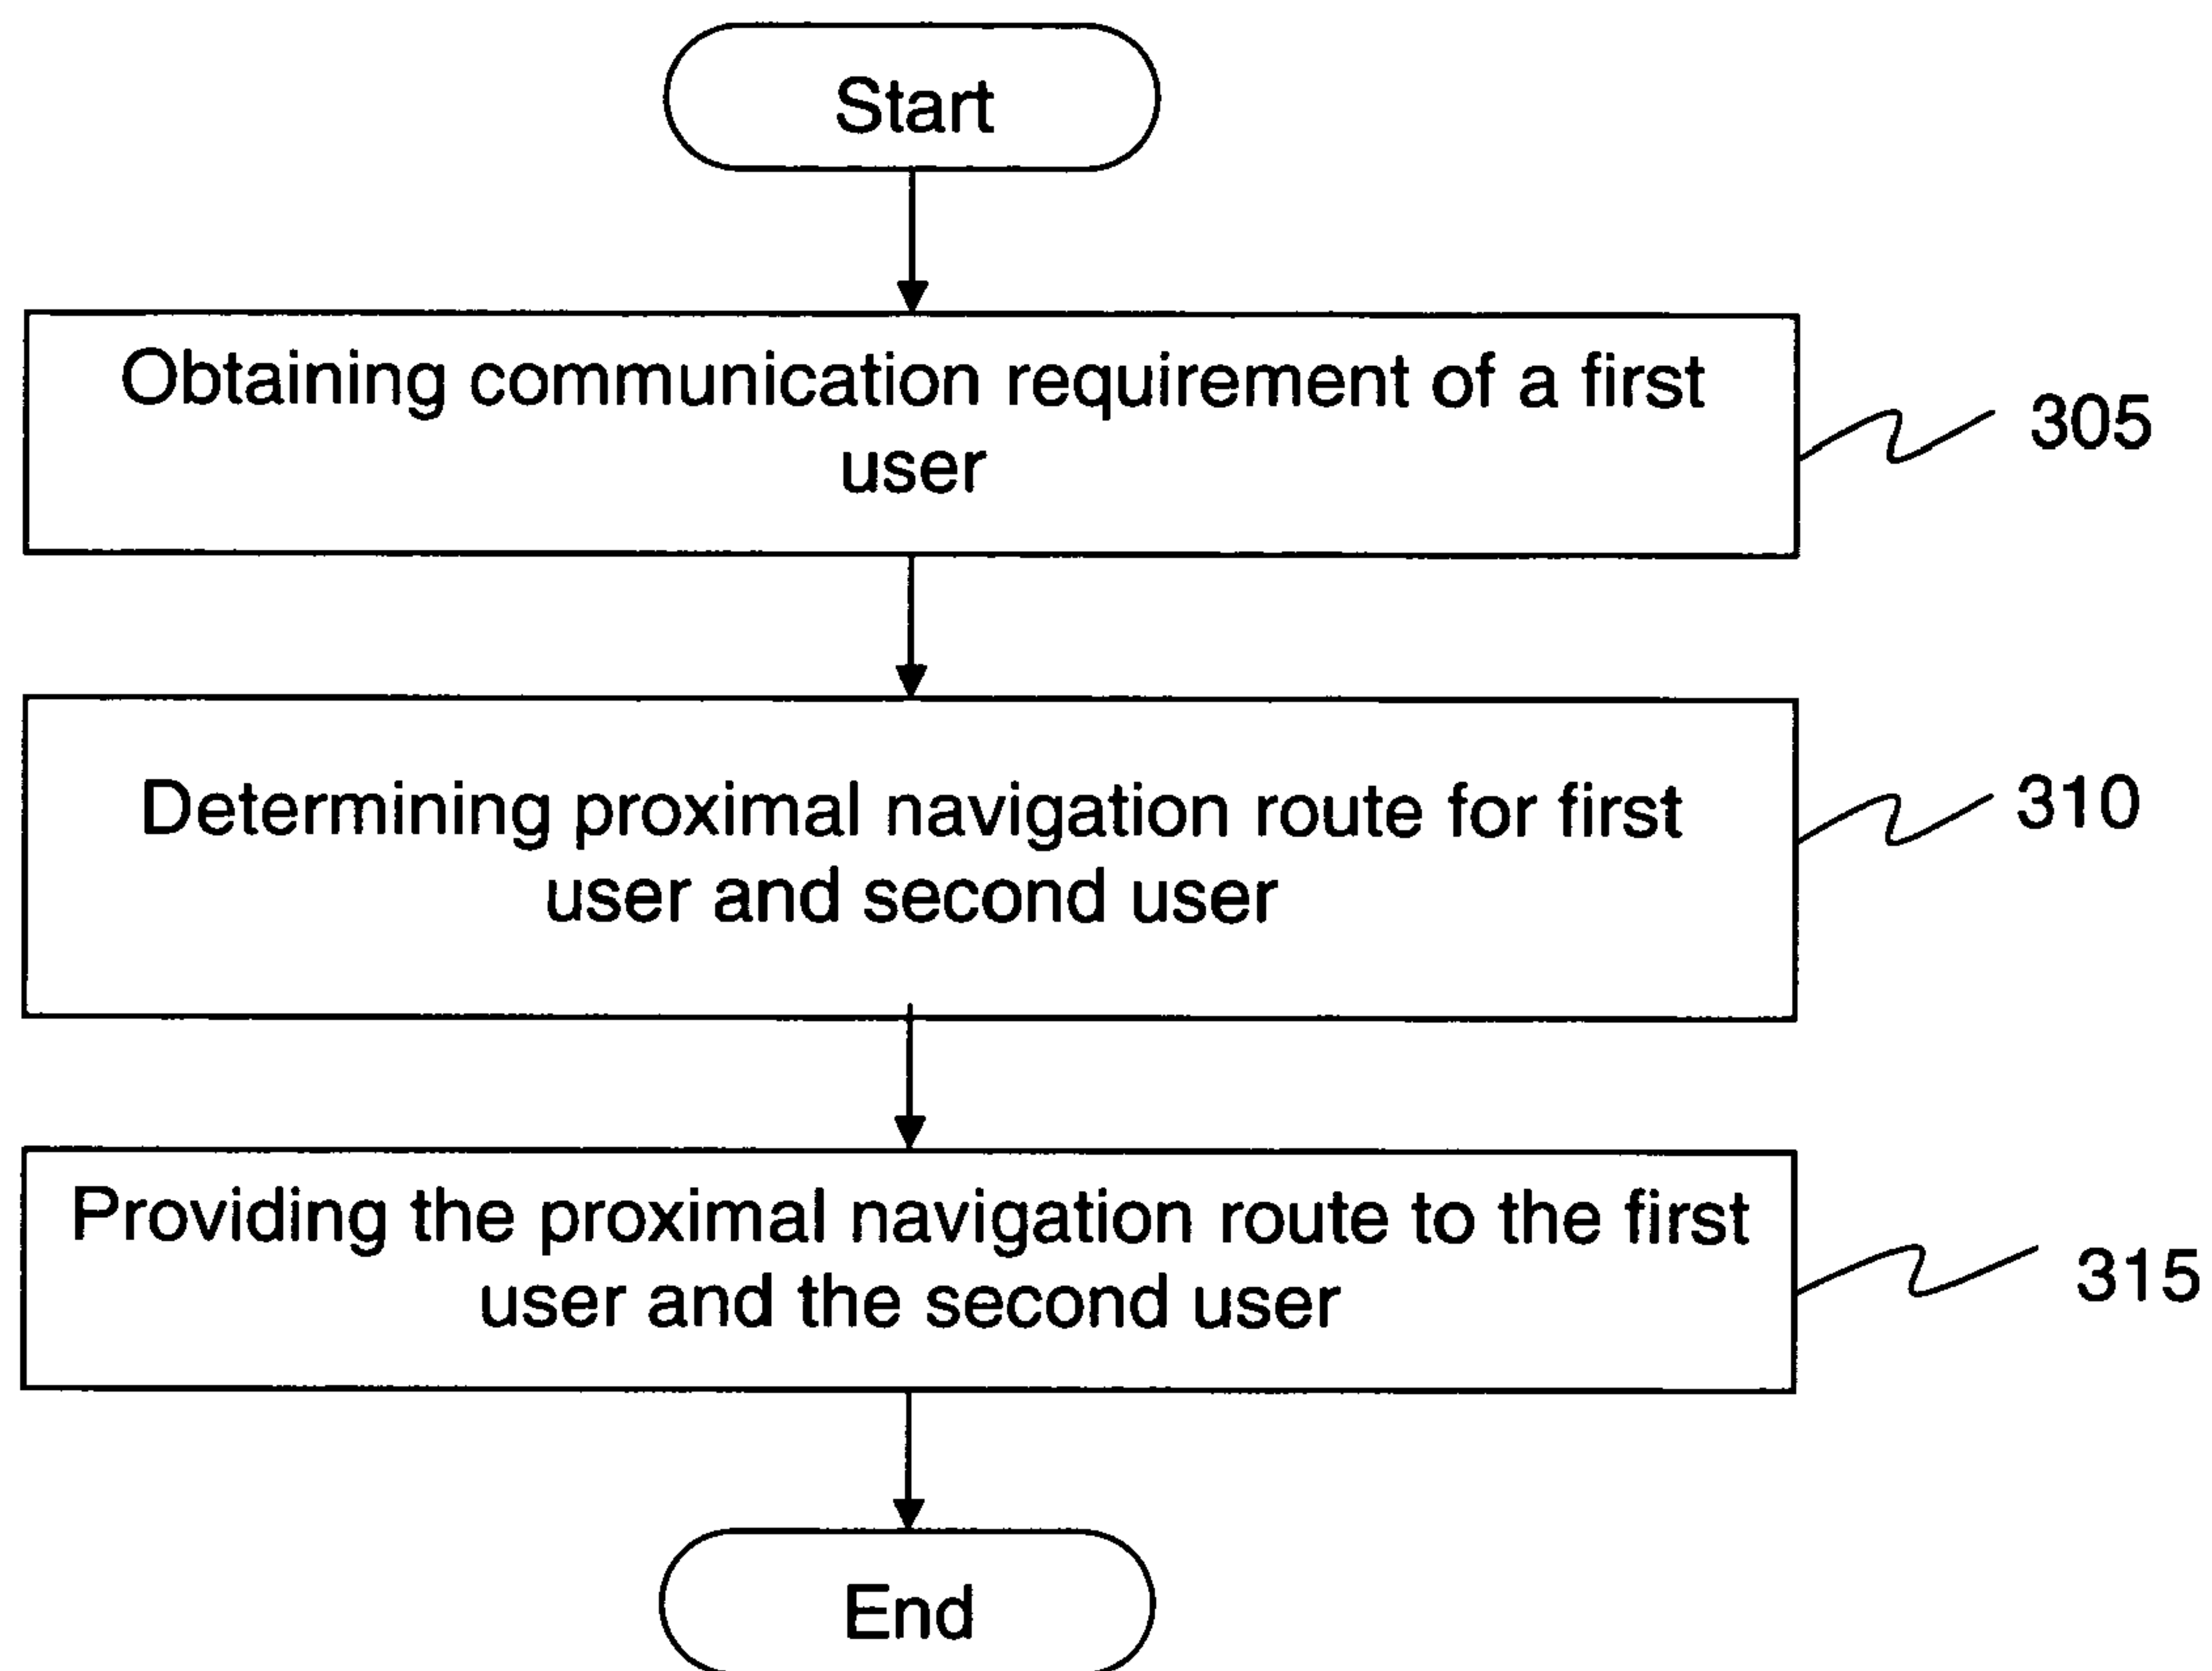 Start
Obtaining communication requirement of a first
user
305
Determining proximal navigation route for first
user and second user
310
Providing the proximal navigation route to the first
user and the second user
315
End